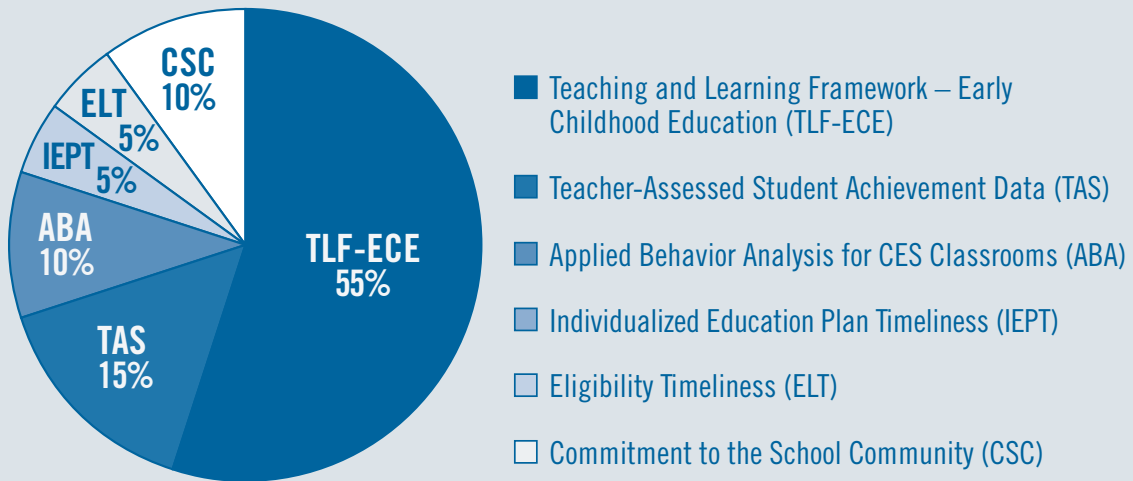 CSC
10%
ELT
5%
IEPT
5%
ABA
10%
TAS
15%
TLF-ECE
55%
Teaching and Learning Framework – Early
Childhood Education (TLF-ECE)
Teacher-Assessed Student Achievement Data (TAS)
Applied Behavior Analysis for CES Classrooms (ABA)
Individualized Education Plan Timeliness (IEPT)
Eligibility Timeliness (ELT)
Commitment to the School Community (CSC)